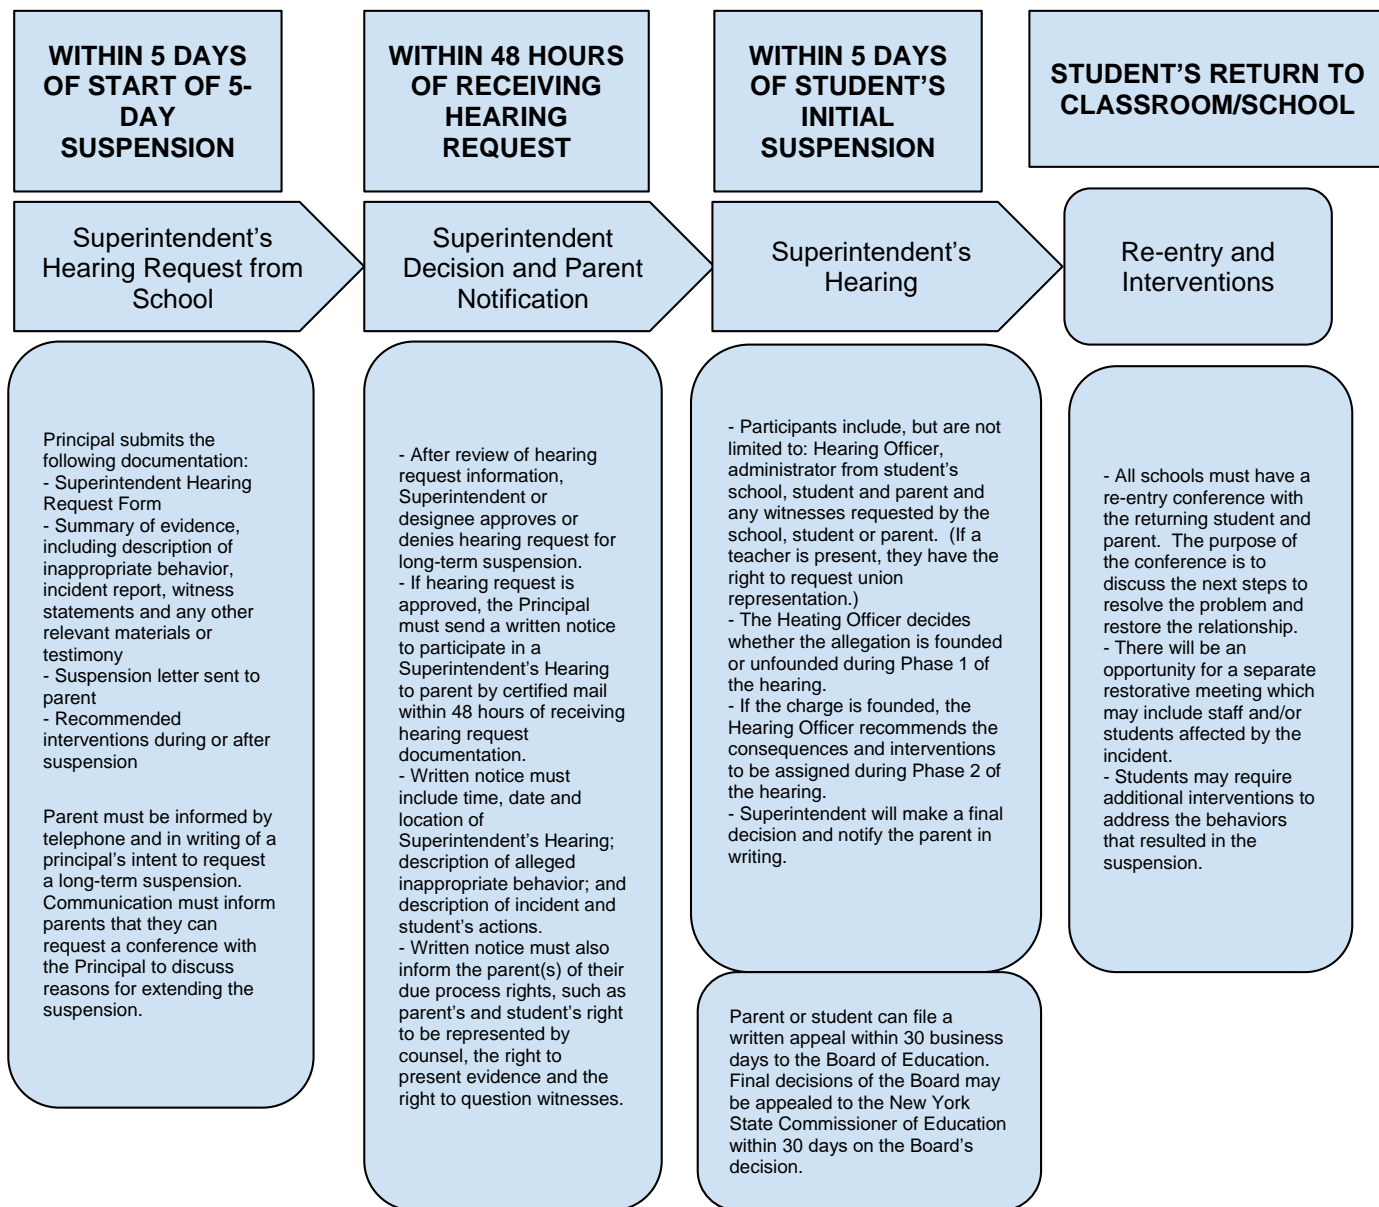 WITHIN 5 DAYS
OF START OF 5-
DAY
SUSPENSION
WITHIN 48 HOURS
OF RECEIVING
HEARING
REQUEST
WITHIN 5 DAYS
OF STUDENT’S
INITIAL
SUSPENSION
STUDENT’S RETURN TO
CLASSROOM/SCHOOL
Superintendent’s
Hearing Request from
School
Superintendent
Decision and Parent
Notification
Superintendent’s
Hearing
Re-entry and
Interventions
Principal submits the
following documentation:
- Superintendent Hearing
Request Form
- Summary of evidence,
including description of
inappropriate behavior,
incident report, witness
statements and any other
relevant materials or
testimony
- Suspension letter sent to
parent
- Recommended
interventions during or after
suspension
Parent must be informed by
telephone and in writing of a
principal’s intent to request
a long-term suspension.
Communication must inform
parents that they can
request a conference with
the Principal to discuss
reasons for extending the
suspension.
- After review of hearing
request information,
Superintendent or
designee approves or
denies hearing request for
long-term suspension.
- If hearing request is
approved, the Principal
must send a written notice
to participate in a
Superintendent’s Hearing
to parent by certified mail
within 48 hours of receiving
hearing request
documentation.
- Written notice must
include time, date and
location of
Superintendent’s Hearing;
description of alleged
inappropriate behavior; and
description of incident and
student’s actions.
- Written notice must also
inform the parent(s) of their
due process rights, such as
parent’s and student’s right
to be represented by
counsel, the right to
present evidence and the
right to question witnesses.
- Participants include, but are not
limited to: Hearing Officer,
administrator from student’s
school, student and parent and
any witnesses requested by the
school, student or parent.  (If a
teacher is present, they have the
right to request union
representation.)
- The Heating Officer decides
whether the allegation is founded
or unfounded during Phase 1 of
the hearing.
- If the charge is founded, the
Hearing Officer recommends the
consequences and interventions
to be assigned during Phase 2 of
the hearing.
- Superintendent will make a final
decision and notify the parent in
writing.
Parent or student can file a
written appeal within 30 business
days to the Board of Education.
Final decisions of the Board may
be appealed to the New York
State Commissioner of Education
within 30 days on the Board’s
decision.
- All schools must have a
re-entry conference with
the returning student and
parent.  The purpose of
the conference is to
discuss the next steps to
resolve the problem and
restore the relationship.
- There will be an
opportunity for a separate
restorative meeting which
may include staff and/or
students affected by the
incident.
- Students may require
additional interventions to
address the behaviors
that resulted in the
suspension.